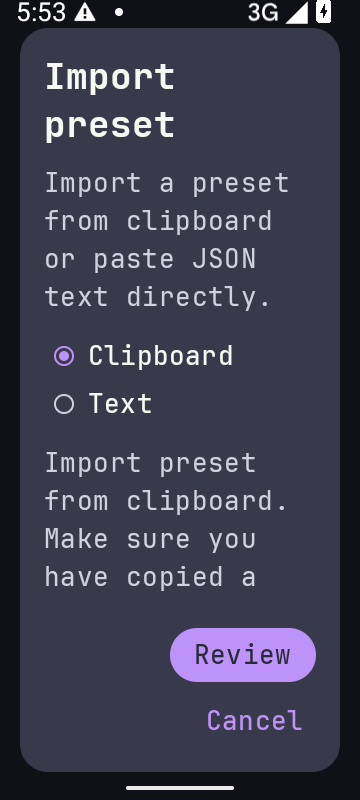 5:53
3G
Import
preset
Import a preset
from clipboard
or paste JSON
text directly.
Clipboard
Text
Import preset
from clipboard.
Make sure you
have copied a
Review
Cancel